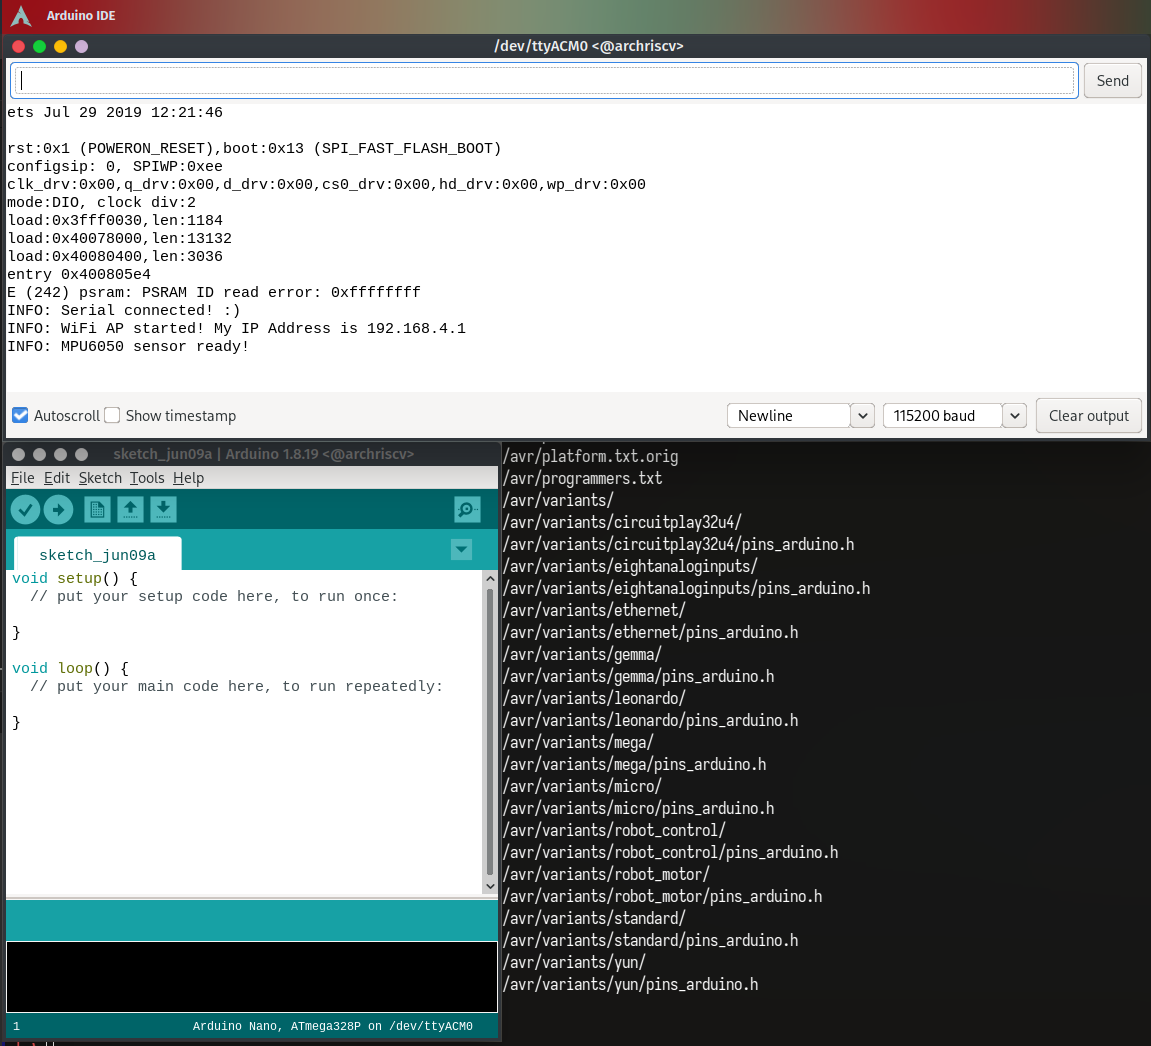 Arduino IDE
/dev/ttyACM0 <@archriscv>
Send
ets Jul 29 2019 12:21:46
rst:0x1 (POWERON_RESET),boot:0x13 (SPI_FAST_FLASH_BOOT)
configsip: 0, SPIWP:0xee
clk_drv:0x00,q_drv:0x00,d_drv:0x00,cs0_drv:0x00,hd_drv:0x00,wp_drv:0x00
mode:DIO, clock div:2
load:0x3fff0030,len:1184
load:0x40078000,len:13132
load:0x40080400,len:3036
entry 0x400805e4
E (242) psram: PSRAM ID read error: 0xffffffff
INFO: Serial connected! :)
INFO: WiFi AP started! My IP Address is 192.168.4.1
INFO: MPU6050 sensor ready!
Autoscroll Show timestamp Newline 115200 baud Clear output
sketch_jun09a | Arduino 1.8.19 <@archriscv>
File Edit Sketch Tools Help
sketch_jun09a
void setup() {
// put your setup code here, to run once:
}
void loop() {
// put your main code here, to run repeatedly:
}
1 Arduino Nano, ATmega328P on /dev/ttyACM0
/avr/platform.txt.orig
/avr/programmers.txt
/avr/variants/
/avr/variants/circuitplay32u4/
/avr/variants/circuitplay32u4/pins_arduino.h
/avr/variants/eightanaloginputs/
/avr/variants/eightanaloginputs/pins_arduino.h
/avr/variants/ethernet/
/avr/variants/ethernet/pins_arduino.h
/avr/variants/gemma/
/avr/variants/gemma/pins_arduino.h
/avr/variants/leonardo/
/avr/variants/leonardo/pins_arduino.h
/avr/variants/mega/
/avr/variants/mega/pins_arduino.h
/avr/variants/micro/
/avr/variants/micro/pins_arduino.h
/avr/variants/robot_control/
/avr/variants/robot_control/pins_arduino.h
/avr/variants/robot_motor/
/avr/variants/robot_motor/pins_arduino.h
/avr/variants/standard/
/avr/variants/standard/pins_arduino.h
/avr/variants/yun/
/avr/variants/yun/pins_arduino.h